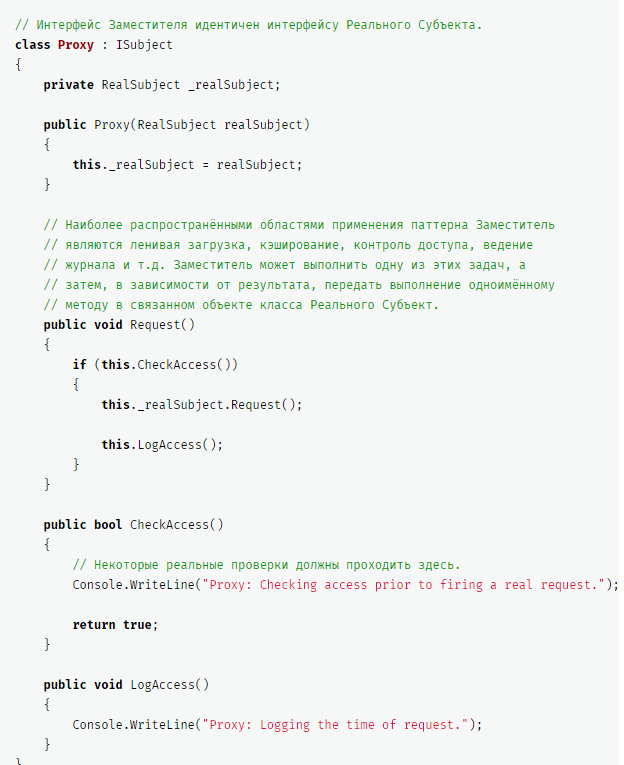 // Интерфейс Заместителя идентичен интерфейсу Реального Субъекта.
class Proxy : ISubject
{
    private RealSubject _realSubject;

    public Proxy(RealSubject realSubject)
    {
        this._realSubject = realSubject;
    }

    // Наиболее распространёнными областями применения паттерна Заместитель
    // являются ленивая загрузка, кэширование, контроль доступа, ведение
    // журнала и т.д. Заместитель может выполнить одну из этих задач, а
    // затем, в зависимости от результата, передать выполнение одноимённому
    // методу в связанном объекте класса Реального Субъект.
    public void Request()
    {
        if (this.CheckAccess())
        {
            this._realSubject.Request();

            this.LogAccess();
        }
    }

    public bool CheckAccess()
    {
        // Некоторые реальные проверки должны проходить здесь.
        Console.WriteLine("Proxy: Checking access prior to firing a real request.");

        return true;
    }

    public void LogAccess()
    {
        Console.WriteLine("Proxy: Logging the time of request.");
    }
}